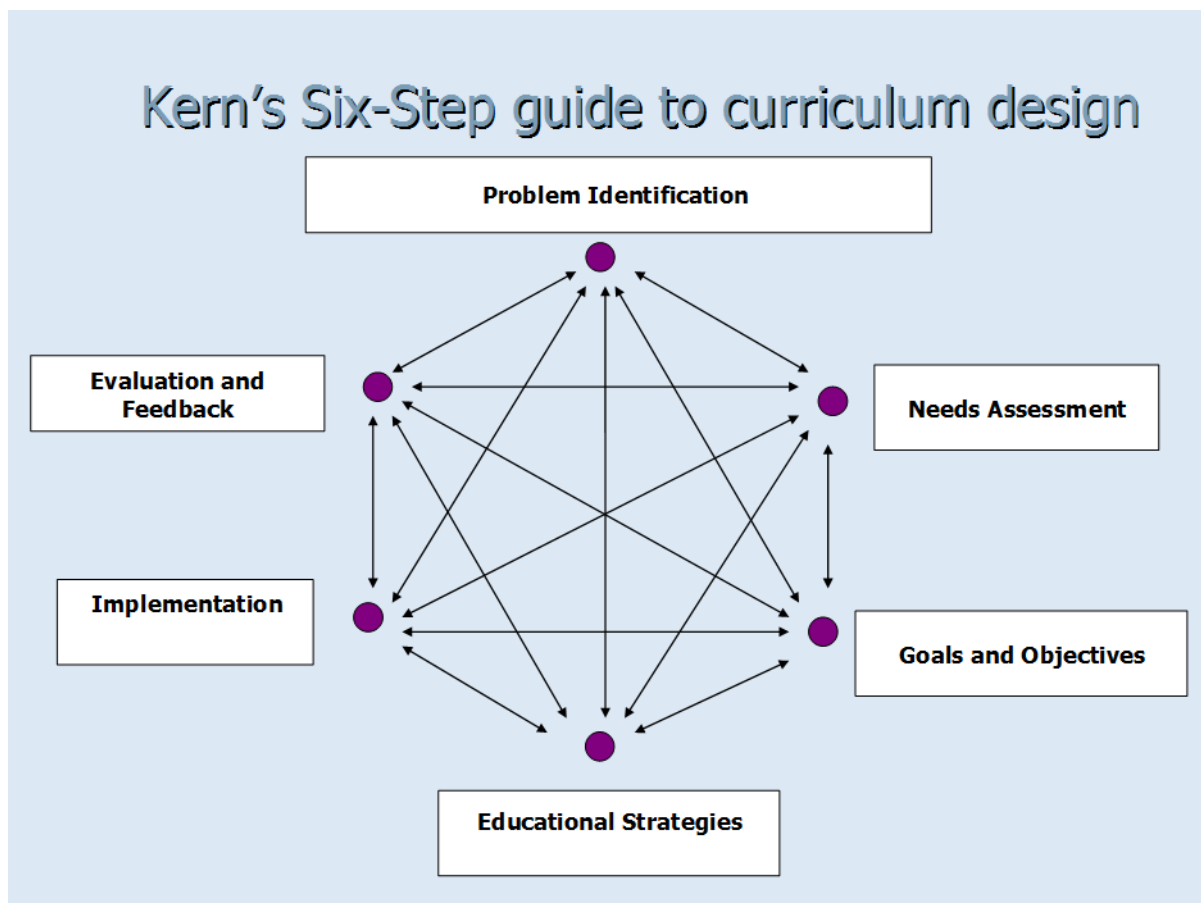 Kern’s Six-Step guide to curriculum design
Problem Identification
Evaluation and
Feedback
Needs Assessment
Implementation
Goals and Objectives
Educational Strategies